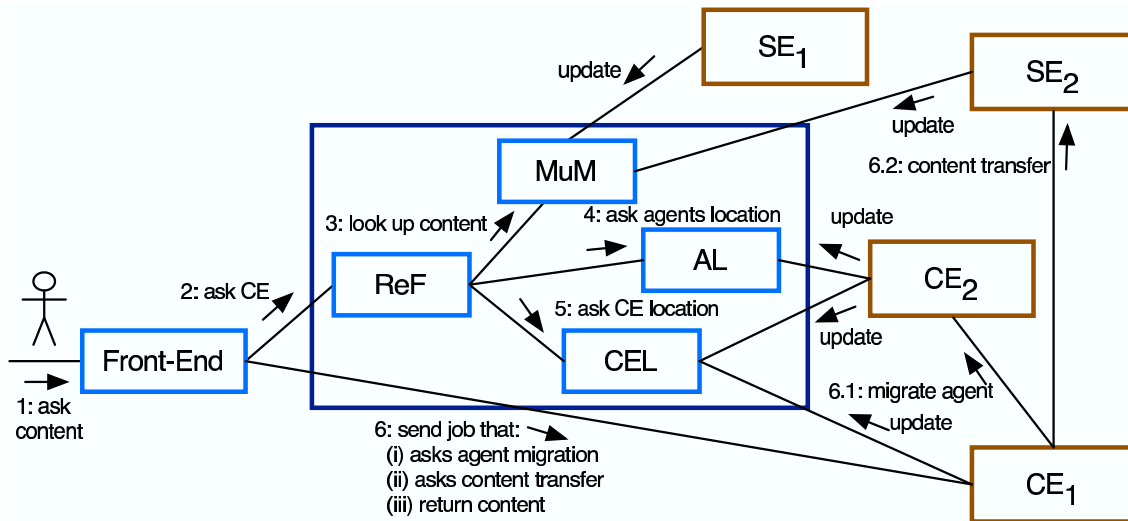 SE1
SE2
update
update
MuM
6.2: content transfer
3: look up content
4: ask agents location
update
AL
2: ask CE
ReF
CE2
5: ask CE location
update
Front-End
CEL
1: ask
content
6.1: migrate agent
update
6: send job that:
(i) asks agent migration
(ii) asks content transfer
(iii) return content
CE1